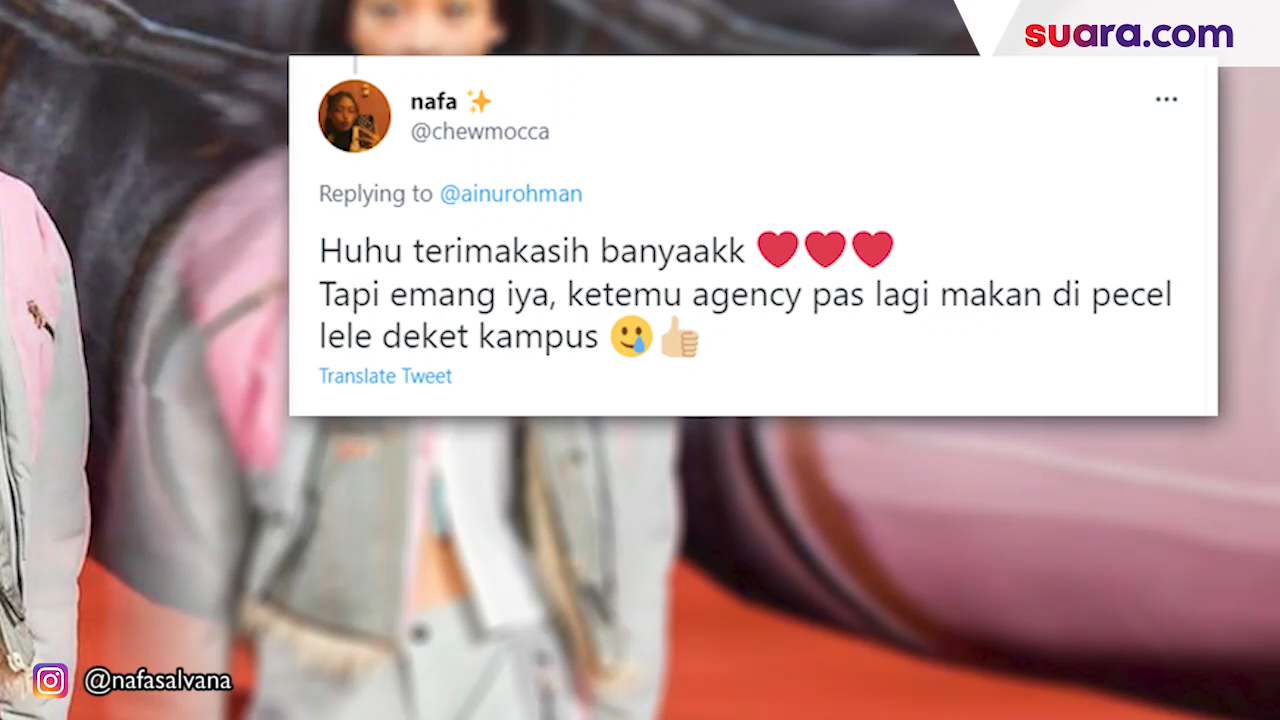 suara.com
nafa ✨
@chewmocca
Replying to @ainurohman
Huhu terimakasih banyaakk ❤❤❤
Tapi emang iya, ketemu agency pas lagi makan di pecel
lele deket kampus 🥲👍🏼
Translate Tweet
@nafasalvana